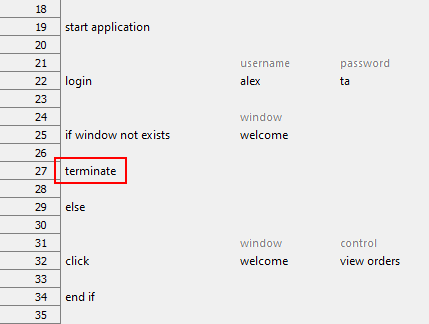 18
19 start application
20
21 username password
22 login alex ta
23
24 window
25 if window not exists welcome
26
27 terminate
28
29 else
30
31 window control
32 click welcome view orders
33
34 end if
35